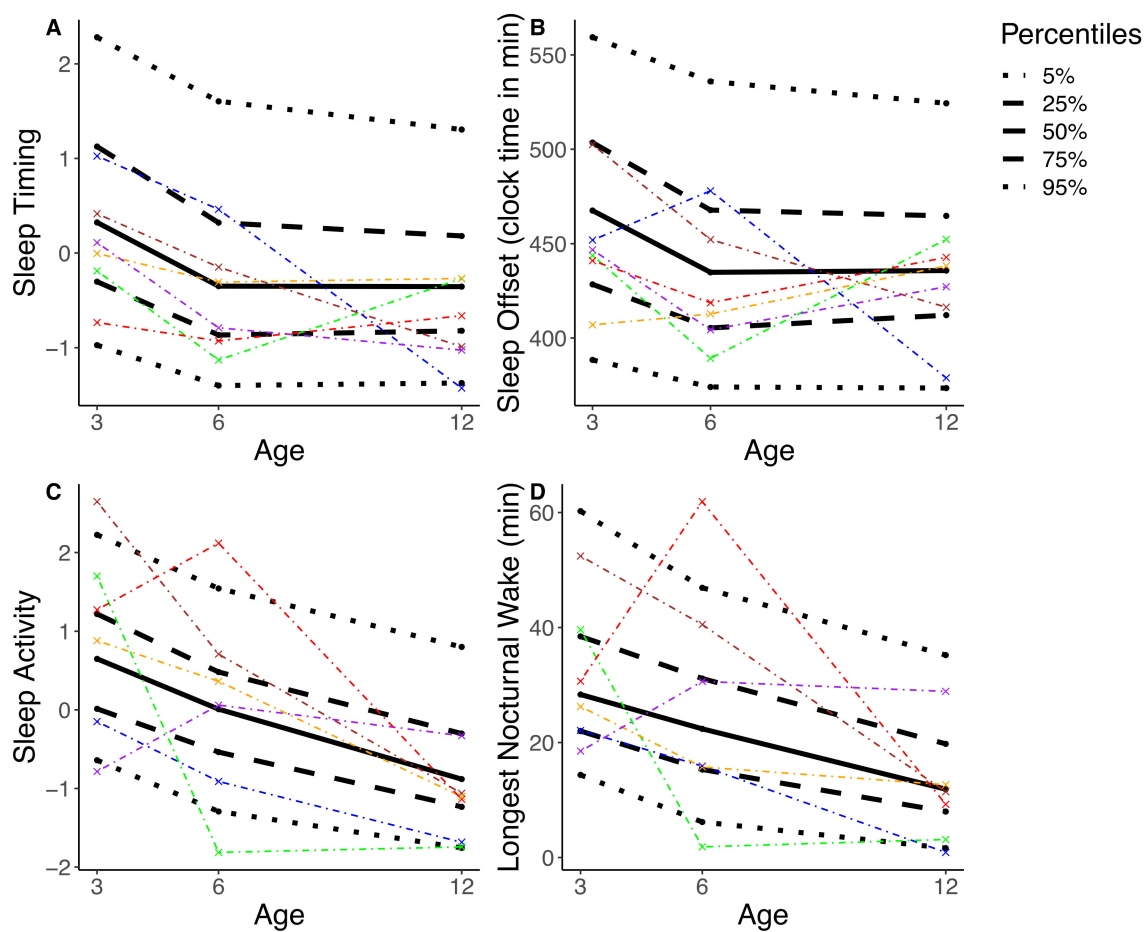 A
Sleep Timing
2
1
0
−1
3
6
12
Age
B
Sleep Offset (clock time in min)
550
500
450
400
3
6
12
Age
Percentiles
5%
25%
50%
75%
95%
C
Sleep Activity
2
1
0
−1
−2
3
6
12
Age
D
Longest Nocturnal Wake (min)
60
40
20
0
3
6
12
Age